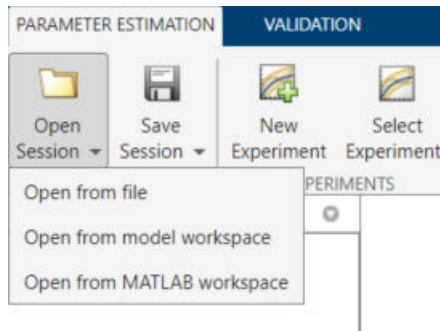 PARAMETER ESTIMATION
VALIDATION
Open
Session
Save
Session
New
Experiment
Select
Experiment
PERIMENTS
Open from file
Open from model workspace
Open from MATLAB workspace